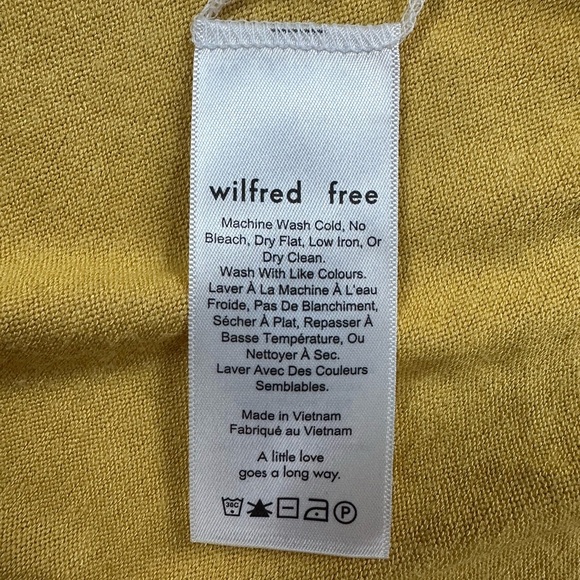 wilfred free
Machine Wash Cold, No
Bleach, Dry Flat, Low Iron, Or
Dry Clean.
Wash With Like Colours.
Laver À La Machine À L'eau
Froide, Pas De Blanchiment,
Sécher À Plat, Repasser À
Basse Température, Ou
Nettoyer À Sec.
Laver Avec Des Couleurs
Semblables.
Made in Vietnam
Fabriqué au Vietnam
A little love
goes a long way.
30C P